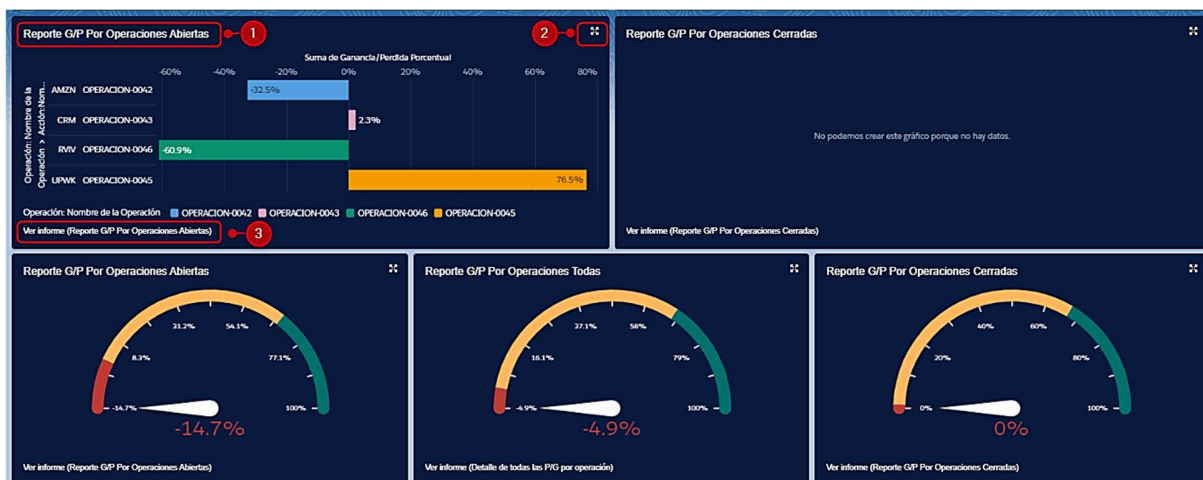 Reporte G/P Por Operaciones Abiertas
1
2
Suma de Ganancia/Perdida Porcentual
-60% -40% -20% 0% 20% 40% 60% 80%
Operación: Nombre de la
Operación > Acción:Nom...
AMZN OPERACION-0042 -32.5%
CRM OPERACION-0043 2.3%
RVIV OPERACION-0046 -60.9%
UPWK OPERACION-0045 76.5%
Operación: Nombre de la Operación OPERACION-0042 OPERACION-0043 OPERACION-0046 OPERACION-0045
Ver informe (Reporte G/P Por Operaciones Abiertas)
3
Reporte G/P Por Operaciones Cerradas
No podemos crear este gráfico porque no hay datos.
Ver informe (Reporte G/P Por Operaciones Cerradas)
Reporte G/P Por Operaciones Abiertas
31.2% 54.1%
8.3% 77.1%
-14.7% 100%
-14.7%
Ver informe (Reporte G/P Por Operaciones Abiertas)
Reporte G/P Por Operaciones Todas
37.1% 58%
16.1% 79%
-4.9% 100%
-4.9%
Ver informe (Detalle de todas las P/G por operación)
Reporte G/P Por Operaciones Cerradas
40% 60%
20% 80%
0% 100%
0%
Ver informe (Reporte G/P Por Operaciones Cerradas)